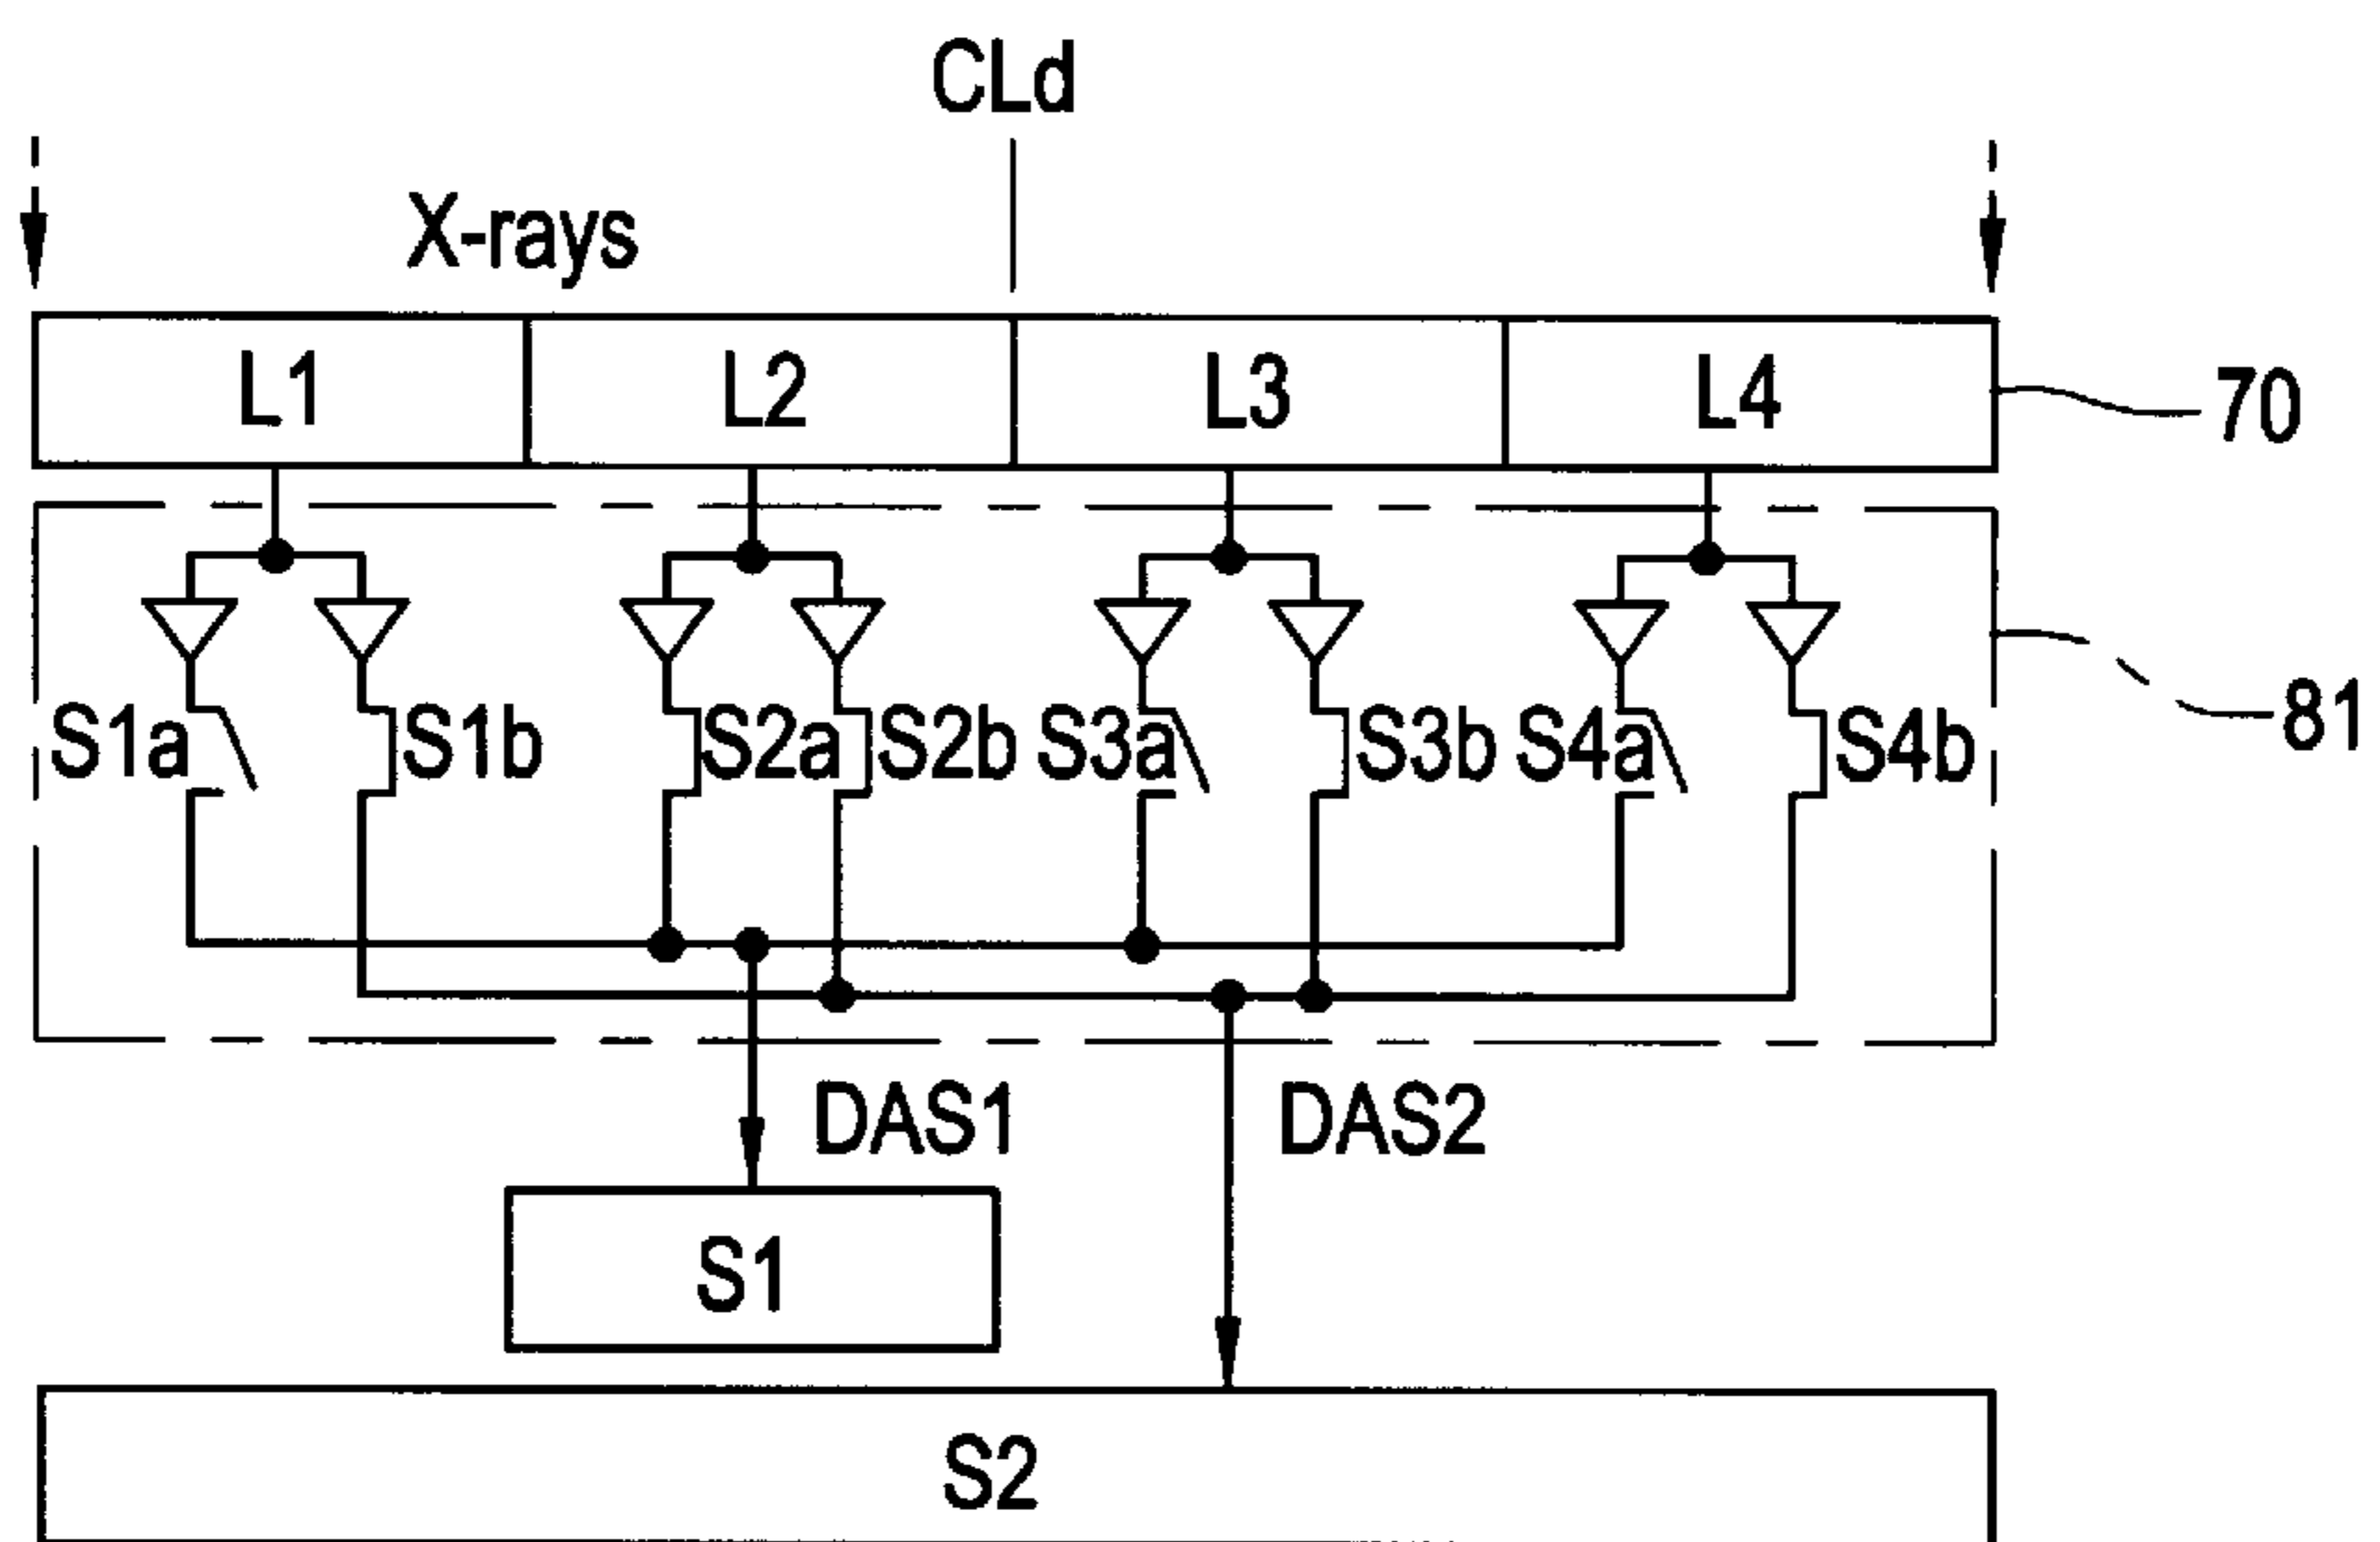 CLd
X-rays
L1 L2 L3 L4 70
S1a S1b S2a S2b S3a S3b S4a S4b 81
DAS1 DAS2
S1
S2